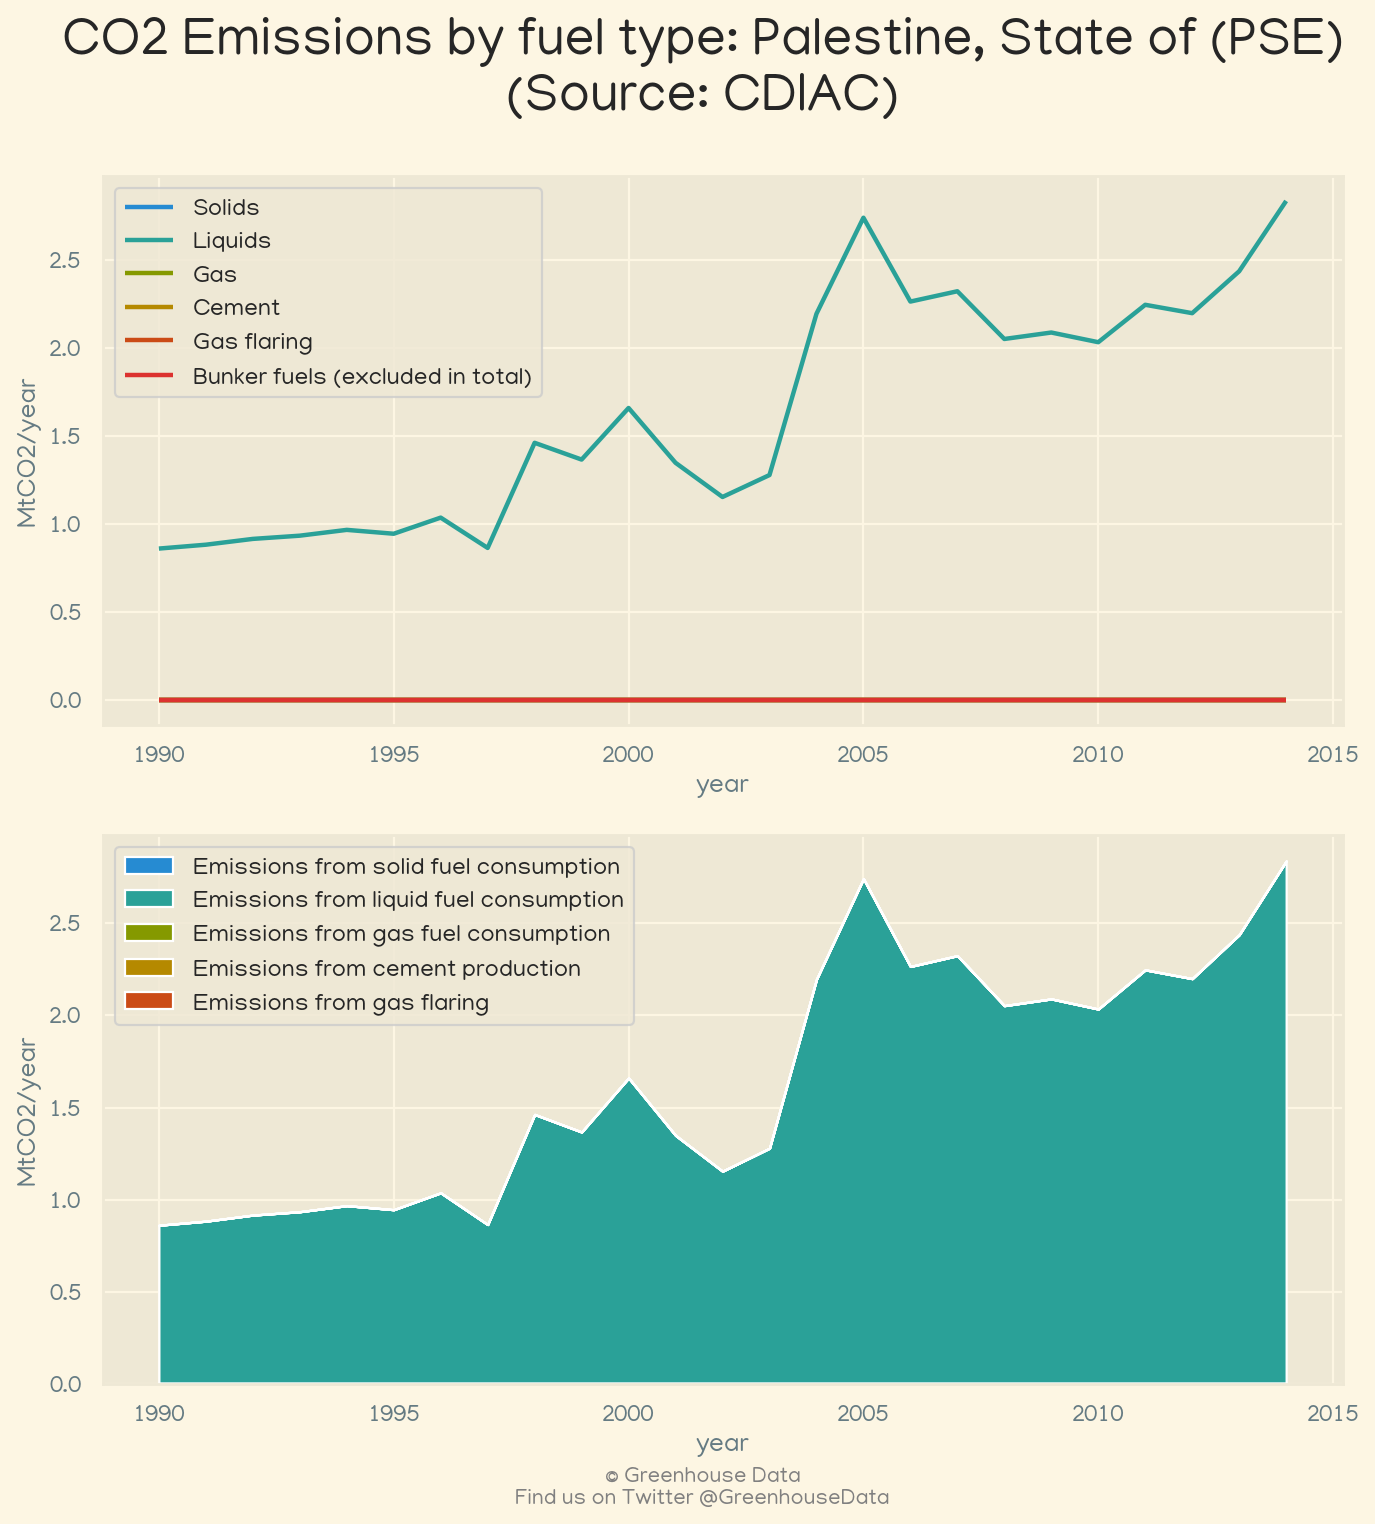 CO2 Emissions by fuel type: Palestine, State of (PSE)
(Source: CDIAC)
Solids
Liquids
Gas
Cement
Gas flaring
Bunker fuels (excluded in total)
2.5
2.0
1.5
1.0
0.5
0.0
MtCO2/year
1990 1995 2000 2005 2010 2015
year
Emissions from solid fuel consumption
Emissions from liquid fuel consumption
Emissions from gas fuel consumption
Emissions from cement production
Emissions from gas flaring
2.5
2.0
1.5
1.0
0.5
0.0
MtCO2/year
1990 1995 2000 2005 2010 2015
year
© Greenhouse Data
Find us on Twitter @GreenhouseData